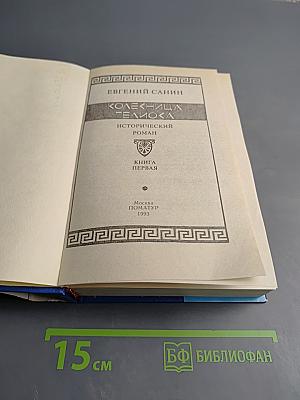 ЕВГЕНИЙ САНИН
КОЛЕСНИЦА
ГЕЛИОСА
ИСТОРИЧЕСКИЙ
РОМАН
КНИГА
ПЕРВАЯ
Москва
ПОМАТУР
1993
15 см
БФ БИБЛИОФАН